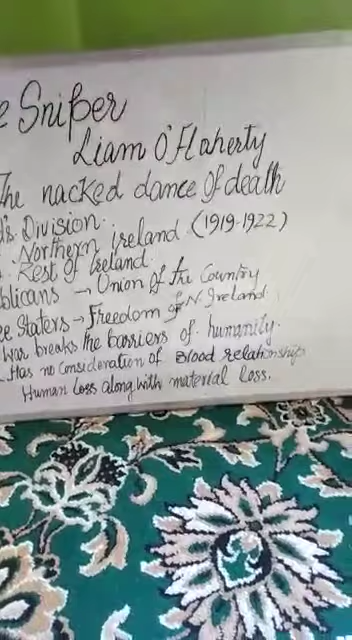 e Sniper
Liam O'Flaherty
The nacked dance Of death
d's Division.
Northern ireland (1919-1922)
Rest Of Ireland.
blicans → Union of the Country
ee Staters → Freedom of N. Ireland
War breaks the barriers of humanity.
Has no consideration of Blood relationships
Human Loss along with material loss.